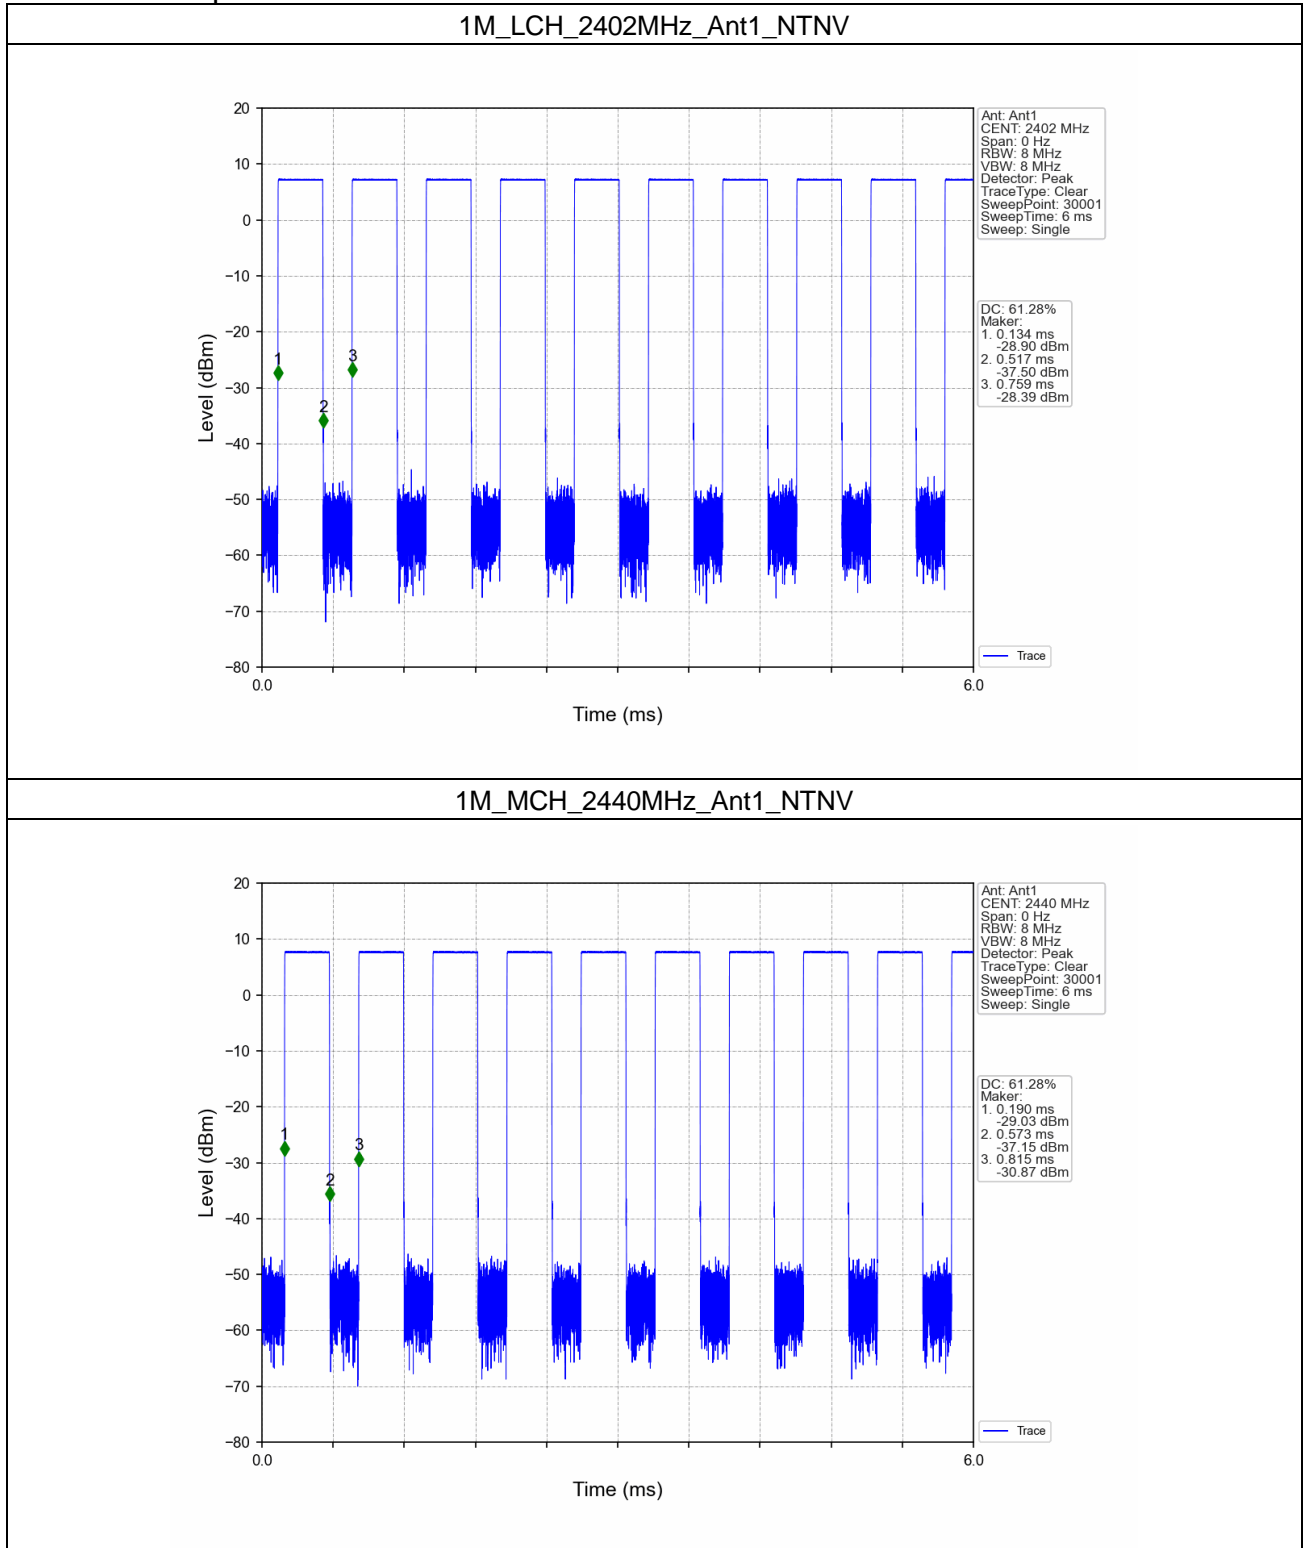 1M_LCH_2402MHz_Ant1_NTNV
20
10
0
−10
−20
−30
−40
−50
−60
−70
−80
Level (dBm)
1
2
3
0.0
6.0
Time (ms)
Ant: Ant1
CENT: 2402 MHz
Span: 0 Hz
RBW: 8 MHz
VBW: 8 MHz
Detector: Peak
TraceType: Clear
SweepPoint: 30001
SweepTime: 6 ms
Sweep: Single
DC: 61.28%
Maker:
1. 0.134 ms
-28.90 dBm
2. 0.517 ms
-37.50 dBm
3. 0.759 ms
-28.39 dBm
Trace
1M_MCH_2440MHz_Ant1_NTNV
20
10
0
−10
−20
−30
−40
−50
−60
−70
−80
Level (dBm)
1
2
3
0.0
6.0
Time (ms)
Ant: Ant1
CENT: 2440 MHz
Span: 0 Hz
RBW: 8 MHz
VBW: 8 MHz
Detector: Peak
TraceType: Clear
SweepPoint: 30001
SweepTime: 6 ms
Sweep: Single
DC: 61.28%
Maker:
1. 0.190 ms
-29.03 dBm
2. 0.573 ms
-37.15 dBm
3. 0.815 ms
-30.87 dBm
Trace